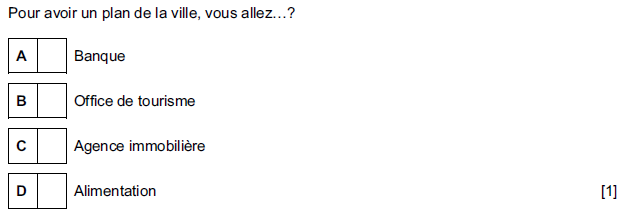 Pour avoir un plan de la ville, vous allez…?
A Banque
B Office de tourisme
C Agence immobilière
D Alimentation [1]